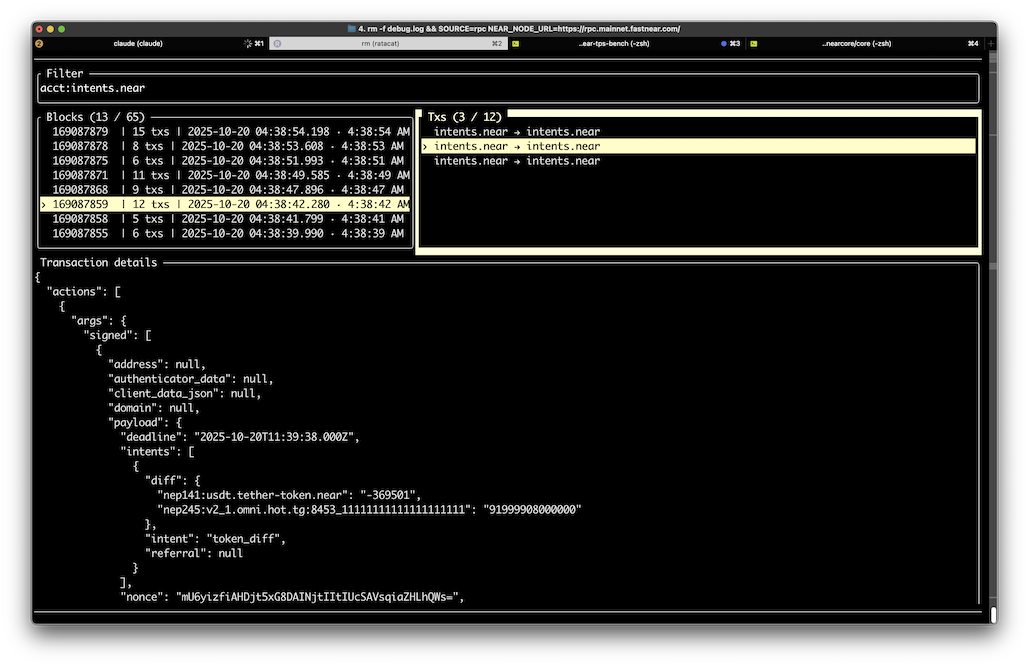 4. rm -f debug.log && SOURCE=rpc NEAR_NODE_URL=https://rpc.mainnet.fastnear.com/
2 claude (claude) ⌘1 rm (ratacat) ⌘2 ..ear-tps-bench (-zsh) ⌘3 ..nearcore/core (-zsh) ⌘4 +
Filter
acct:intents.near
Blocks (13 / 65)
169087879 | 15 txs | 2025-10-20 04:38:54.198 · 4:38:54 AM
169087878 | 8 txs | 2025-10-20 04:38:53.608 · 4:38:53 AM
169087875 | 6 txs | 2025-10-20 04:38:51.993 · 4:38:51 AM
169087871 | 11 txs | 2025-10-20 04:38:49.585 · 4:38:49 AM
169087868 | 9 txs | 2025-10-20 04:38:47.896 · 4:38:47 AM
› 169087859 | 12 txs | 2025-10-20 04:38:42.280 · 4:38:42 AM
169087858 | 5 txs | 2025-10-20 04:38:41.799 · 4:38:41 AM
169087855 | 6 txs | 2025-10-20 04:38:39.990 · 4:38:39 AM
Txs (3 / 12)
intents.near → intents.near
› intents.near → intents.near
intents.near → intents.near
Transaction details
{
"actions": [
{
"args": {
"signed": [
{
"address": null,
"authenticator_data": null,
"client_data_json": null,
"domain": null,
"payload": {
"deadline": "2025-10-20T11:39:38.000Z",
"intents": [
{
"diff": {
"nep141:usdt.tether-token.near": "-369501",
"nep245:v2_1.omni.hot.tg:8453_11111111111111111111": "91999908000000"
},
"intent": "token_diff",
"referral": null
}
],
"nonce": "mU6yizfiAHDjt5xG8DAINjtIItIUcSAVsqiaZHLhQWs=",